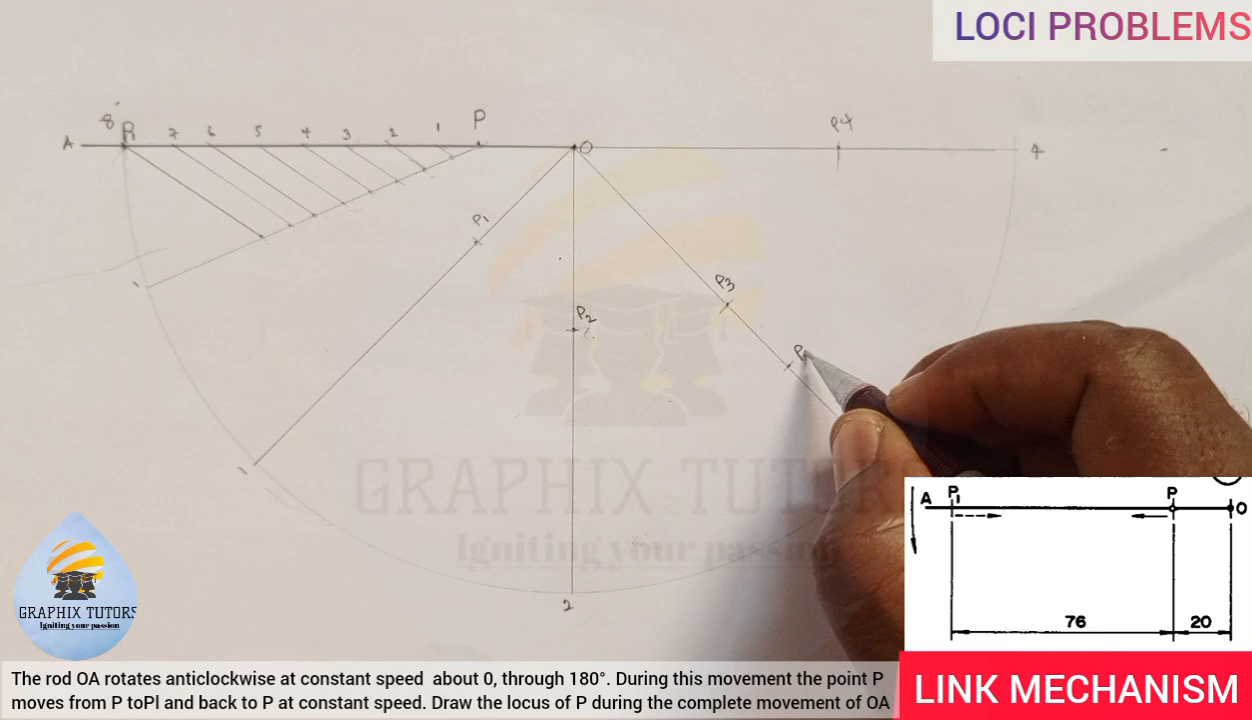 LOCI PROBLEMS
A 8 P1 7 6 5 4 3 2 1 P O P4 4
P1
P3
P2
P
1
1
2
GRAPHIX TUTORS
Igniting your passion
GRAPHIX TUTORS
Igniting your passion
A P1 P O
76 20
The rod OA rotates anticlockwise at constant speed about 0, through 180°. During this movement the point P
moves from P toPl and back to P at constant speed. Draw the locus of P during the complete movement of OA
LINK MECHANISM